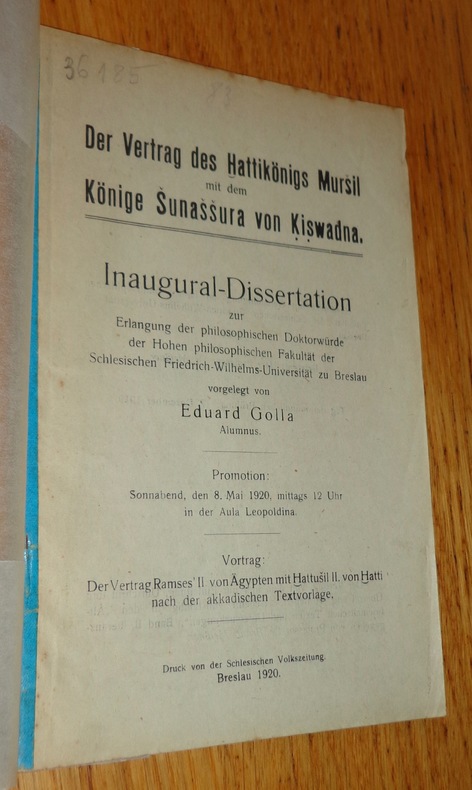 36185
83
Der Vertrag des Ḫattikönigs Muršil
mit dem
Könige Šunaššura von Ḳiṣwadna.
Inaugural-Dissertation
zur
Erlangung der philosophischen Doktorwürde
der Hohen philosophischen Fakultät der
Schlesischen Friedrich-Wilhelms-Universität zu Breslau
vorgelegt von
Eduard Golla
Alumnus.
Promotion:
Sonnabend, den 8. Mai 1920, mittags 12 Uhr
in der Aula Leopoldina.
Vortrag:
Der Vertrag Ramses' II von Ägypten mit Ḫattušil II. von Ḫatti
nach der akkadischen Textvorlage.
Druck von der Schlesischen Volkszeitung.
Breslau 1920.